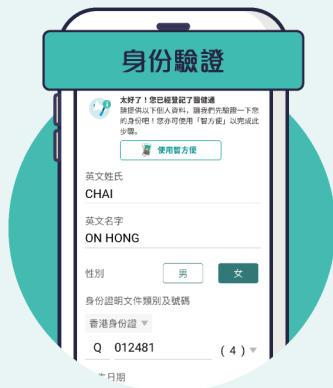 身份驗證
太好了！您已經登記了醫健通
請提供以下個人資料，讓我們先驗證一下您
的身份吧！您亦可使用「智方便」以完成此
步驟。
使用智方便
英文姓氏
CHAI
英文名字
ON HONG
性別 男 女
身份證明文件類別及號碼
香港身份證
Q 012481 ( 4 )
日期